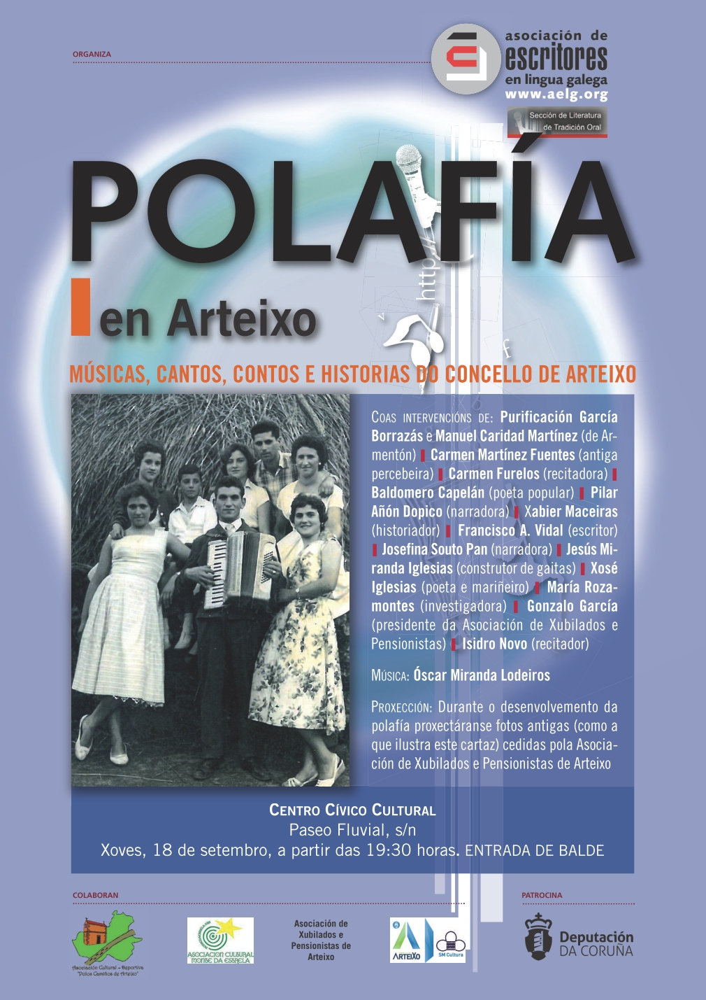 ORGANIZA
asociación de
escritores
en lingua galega
www.aelg.org
Sección de Literatura
de Tradición Oral
POLAFÍA
http://
f
I en Arteixo
MÚSICAS, CANTOS, CONTOS E HISTORIAS DO CONCELLO DE ARTEIXO
COAS INTERVENCIÓNS DE: Purificación García
Borrazás e Manuel Caridad Martínez (de Ar-
mentón) ❚ Carmen Martínez Fuentes (antiga
percebeira) ❚ Carmen Furelos (recitadora) ❚
Baldomero Capelán (poeta popular) ❚ Pilar
Añón Dopico (narradora) ❚ Xabier Maceiras
(historiador) ❚ Francisco A. Vidal (escritor)
❚ Josefina Souto Pan (narradora) ❚ Jesús Mi-
randa Iglesias (construtor de gaitas) ❚ Xosé
Iglesias (poeta e mariñeiro) ❚ María Roza-
montes (investigadora) ❚ Gonzalo García
(presidente da Asociación de Xubilados e
Pensionistas) ❚ Isidro Novo (recitador)
MÚSICA: Óscar Miranda Lodeiros
PROXECCIÓN: Durante o desenvolvemento da
polafía proxectáranse fotos antigas (como a
que ilustra este cartaz) cedidas pola Asocia-
ción de Xubilados e Pensionistas de Arteixo
CENTRO CÍVICO CULTURAL
Paseo Fluvial, s/n
Xoves, 18 de setembro, a partir das 19:30 horas. ENTRADA DE BALDE
COLABORAN
PATROCINA
Asociación Cultural - Deportiva
"Polos Camiños de Arteixo"
ASOCIACION CULTURAL
MONTE DA ESTRELA
Asociación de
Xubilados e
Pensionistas de
Arteixo
ARTEIXO
SM Cultura
Deputación
DA CORUÑA